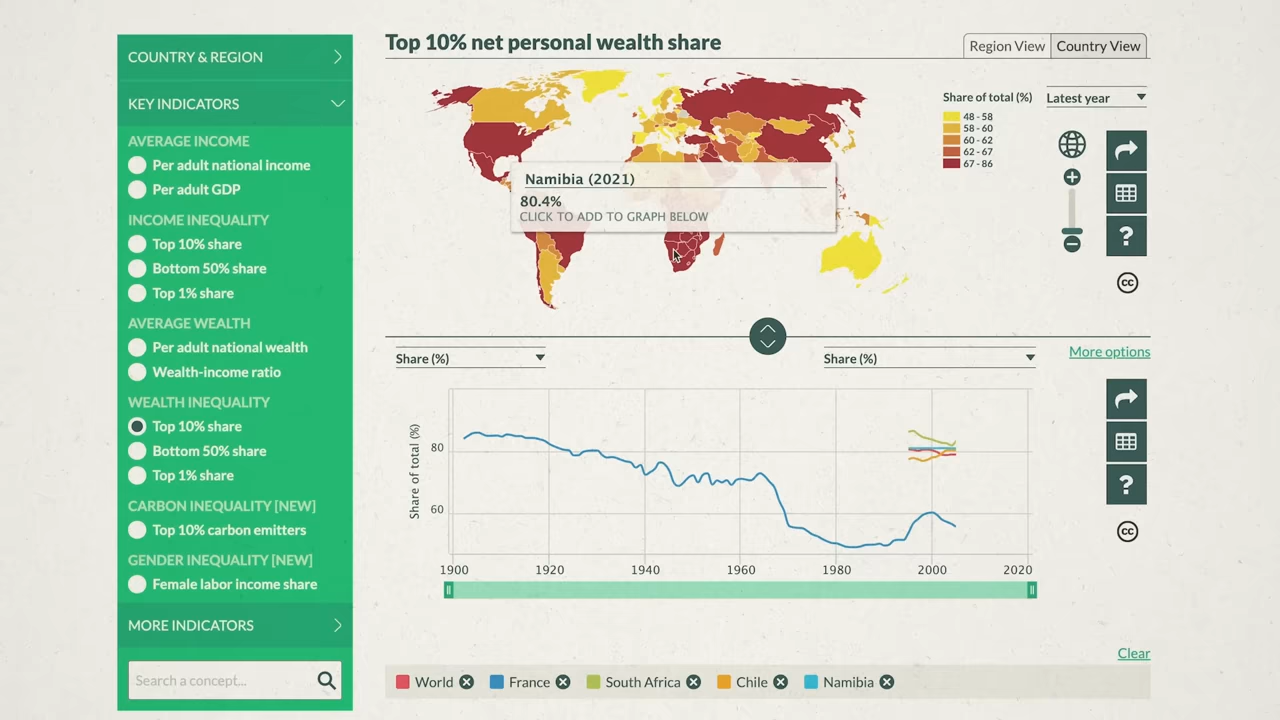 COUNTRY & REGION
KEY INDICATORS
AVERAGE INCOME
Per adult national income
Per adult GDP
INCOME INEQUALITY
Top 10% share
Bottom 50% share
Top 1% share
AVERAGE WEALTH
Per adult national wealth
Wealth-income ratio
WEALTH INEQUALITY
Top 10% share
Bottom 50% share
Top 1% share
CARBON INEQUALITY [NEW]
Top 10% carbon emitters
GENDER INEQUALITY [NEW]
Female labor income share
MORE INDICATORS
Search a concept...
Top 10% net personal wealth share
Region View
Country View
Share of total (%)
48 - 58
58 - 60
60 - 62
62 - 67
67 - 86
Latest year
?
cc
Namibia (2021)
80.4%
CLICK TO ADD TO GRAPH BELOW
Share (%)
Share (%)
More options
Share of total (%)
80
60
1900 1920 1940 1960 1980 2000 2020
?
cc
Clear
World France South Africa Chile Namibia